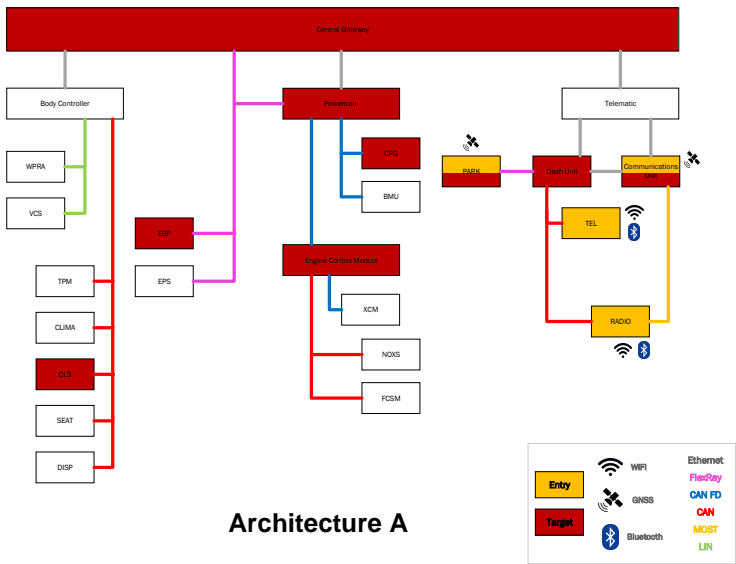 Central Gateway
Body Controller
Powertrain
Telematic
WPRA
CRG
PARK
Dash Unit
Communications
Unit
VCS
BMU
EGP
TEL
TPM
EPS
Engine Control Module
XCM
CLIMA
RADIO
CLS
NOXS
SEAT
FCSM
DISP
Architecture A
Entry
Target
WIFI
GNSS
Bluetooth
Ethernet
FlexRay
CAN FD
CAN
MOST
LIN